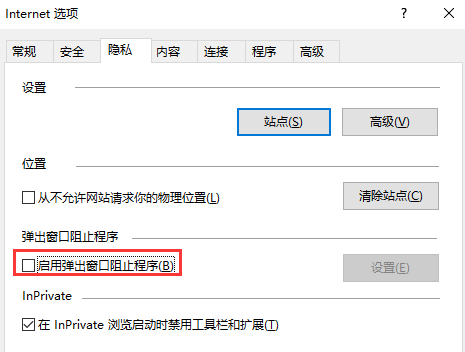 Internet 选项
? ×
常规 安全 隐私 内容 连接 程序 高级
设置
站点(S) 高级(V)
位置
从不允许网站请求你的物理位置(L) 清除站点(C)
弹出窗口阻止程序
启用弹出窗口阻止程序(B) 设置(E)
InPrivate
在 InPrivate 浏览启动时禁用工具栏和扩展(T)